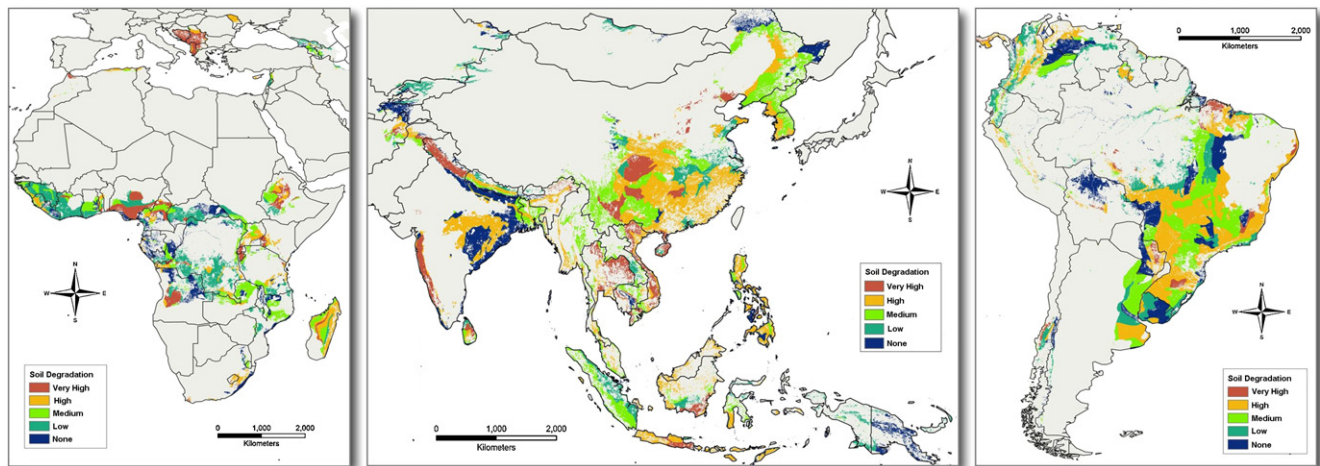 N
W E
S
Soil Degradation
Very High
High
Medium
Low
None
0 1,000 2,000
Kilometers
N
W E
S
Soil Degradation
Very High
High
Medium
Low
None
0 1,000 2,000
Kilometers
0 1,000 2,000
Kilometers
N
W E
S
Soil Degradation
Very High
High
Medium
Low
None